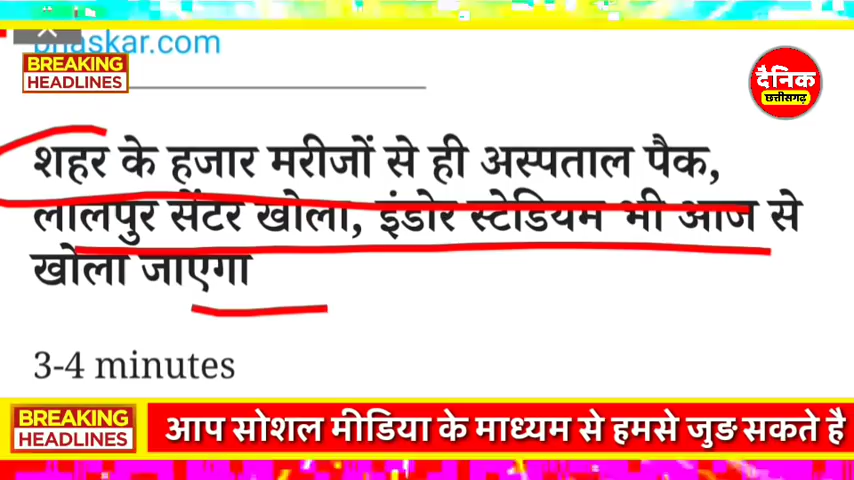 bhaskar.com
BREAKING
HEADLINES
दैनिक
छत्तीसगढ़
शहर के हजार मरीजों से ही अस्पताल पैक,
लालपुर सेंटर खोला, इंडोर स्टेडियम भी आज से
खोला जाएगा
3-4 minutes
BREAKING
HEADLINES
आप सोशल मीडिया के माध्यम से हमसे जुङ सकते है